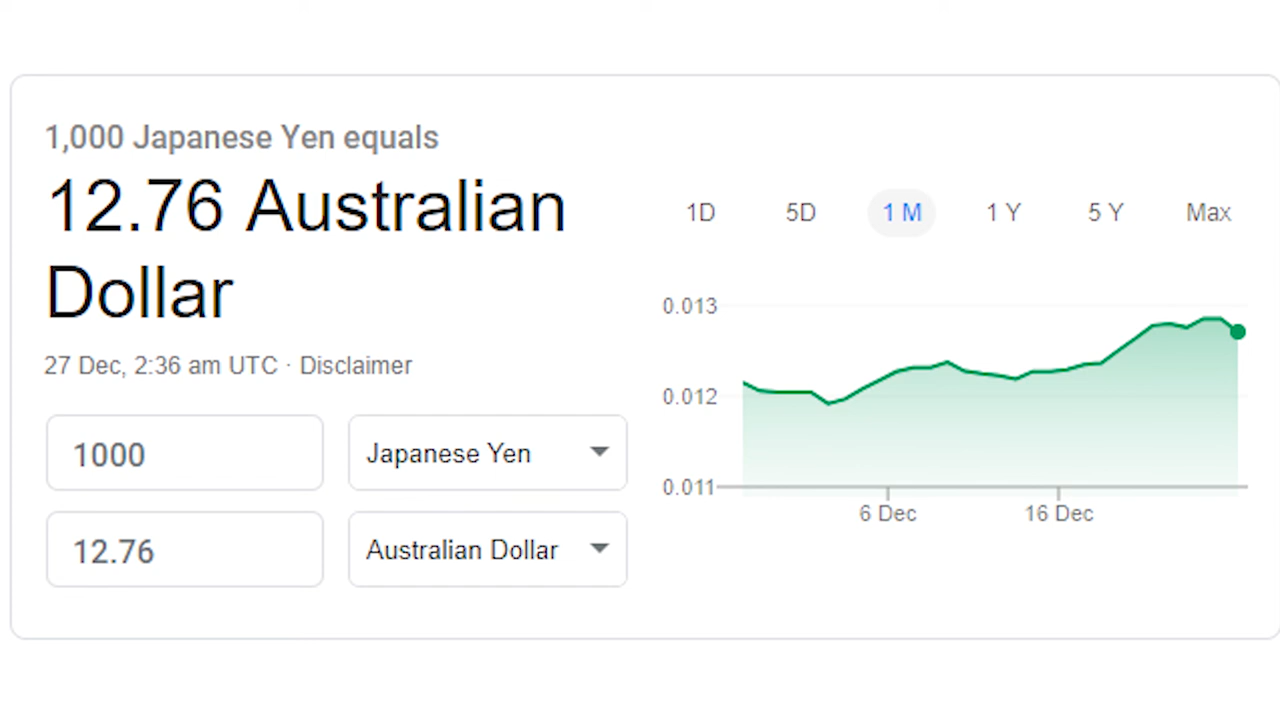 1,000 Japanese Yen equals
12.76 Australian
Dollar
27 Dec, 2:36 am UTC · Disclaimer
1000
Japanese Yen
12.76
Australian Dollar
1D 5D 1 M 1 Y 5 Y Max
0.013
0.012
0.011
6 Dec 16 Dec